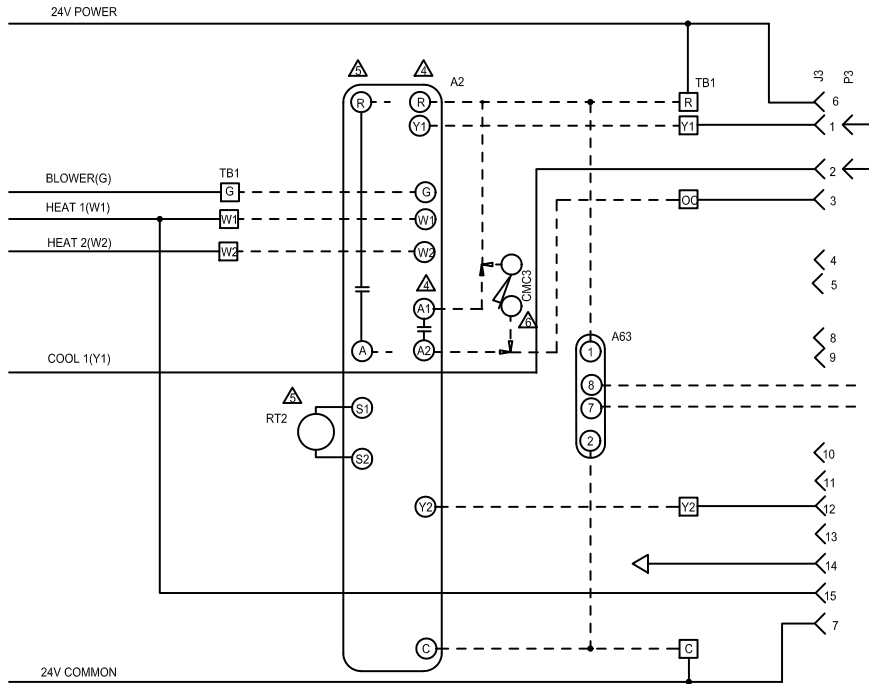 24V POWER
5
4
A2
TB1
J3
P3
R
R
R
6
Y1
Y1
1
TB1
2
BLOWER(G)
G
G
OC
3
HEAT 1(W1)
W1
W1
HEAT 2(W2)
W2
W2
4
CMC3
4
5
A1
6
A63
8
A
A2
1
9
COOL 1(Y1)
8
5
S1
7
RT2
2
10
S2
11
Y2
Y2
12
13
14
15
7
C
C
24V COMMON